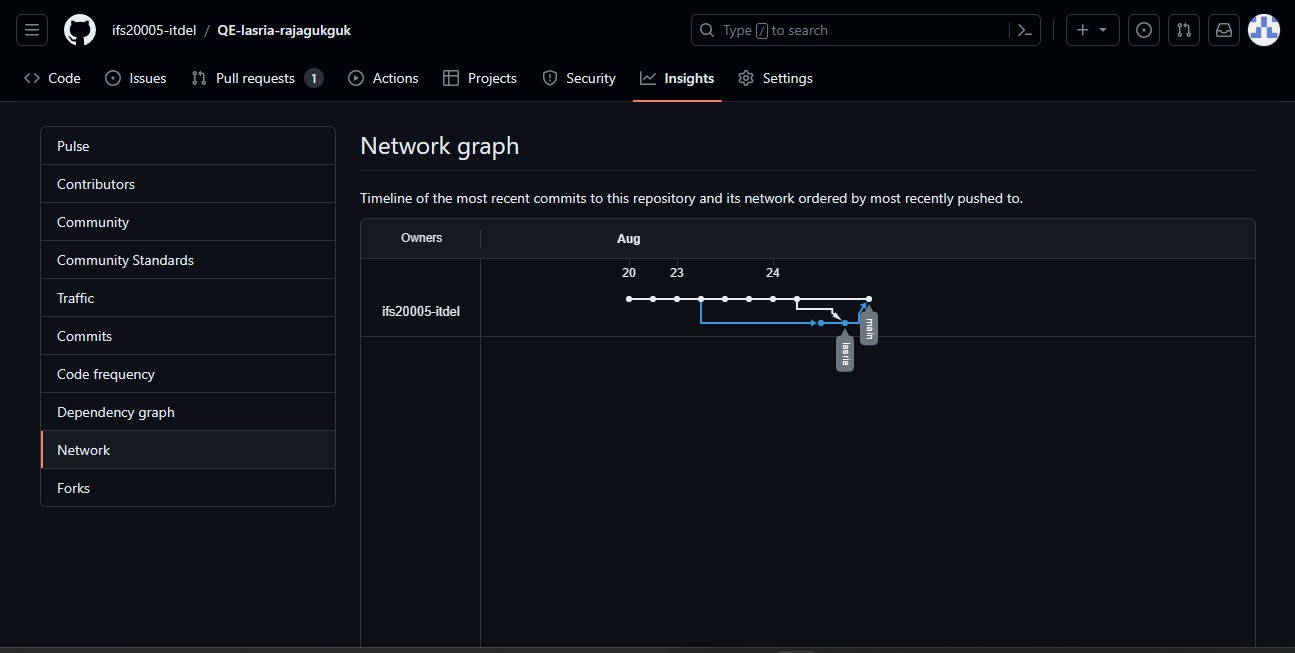 ifs20005-itdel / QE-lasria-rajagukguk
Type / to search
Code
Issues
Pull requests 1
Actions
Projects
Security
Insights
Settings
Pulse
Contributors
Community
Community Standards
Traffic
Commits
Code frequency
Dependency graph
Network
Forks
Network graph
Timeline of the most recent commits to this repository and its network ordered by most recently pushed to.
Owners
Aug
20 23 24
ifs20005-itdel
main
lasria